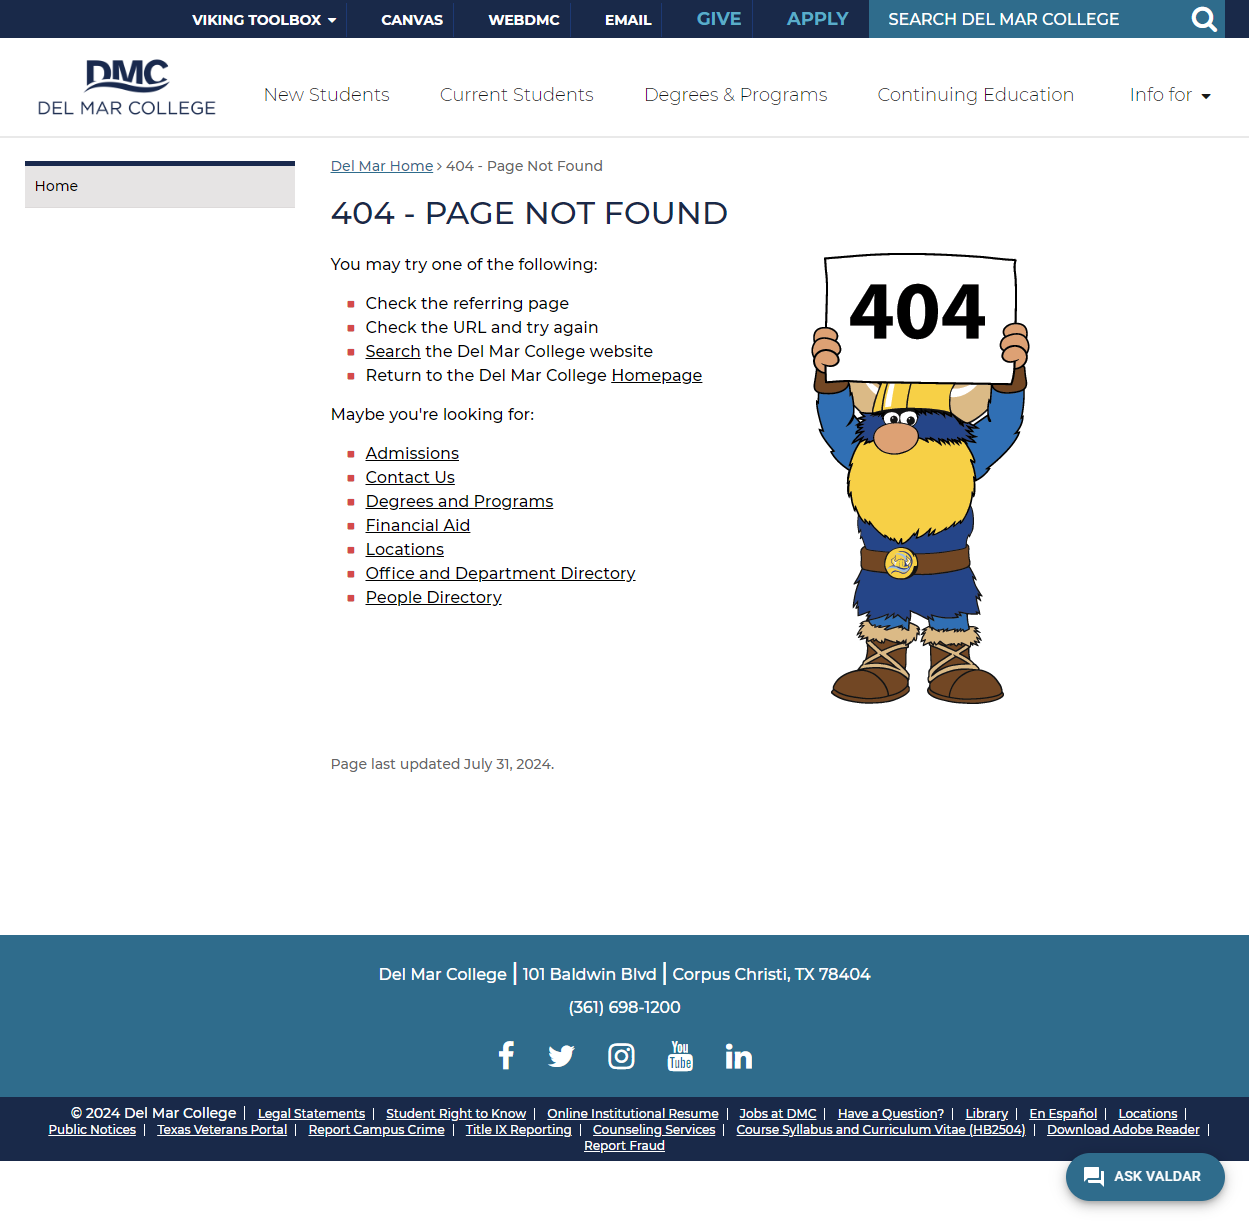 VIKING TOOLBOX CANVAS WEBDMC EMAIL GIVE APPLY SEARCH DEL MAR COLLEGE
DMC
DEL MAR COLLEGE
New Students Current Students Degrees & Programs Continuing Education Info for
Home
Del Mar Home › 404 - Page Not Found
404 - PAGE NOT FOUND
You may try one of the following:
Check the referring page
Check the URL and try again
Search the Del Mar College website
Return to the Del Mar College Homepage
Maybe you're looking for:
Admissions
Contact Us
Degrees and Programs
Financial Aid
Locations
Office and Department Directory
People Directory
404
Page last updated July 31, 2024.
Del Mar College | 101 Baldwin Blvd | Corpus Christi, TX 78404
(361) 698-1200
You Tube
© 2024 Del Mar College | Legal Statements | Student Right to Know | Online Institutional Resume | Jobs at DMC | Have a Question? | Library | En Español | Locations |
Public Notices | Texas Veterans Portal | Report Campus Crime | Title IX Reporting | Counseling Services | Course Syllabus and Curriculum Vitae (HB2504) | Download Adobe Reader |
Report Fraud
ASK VALDAR